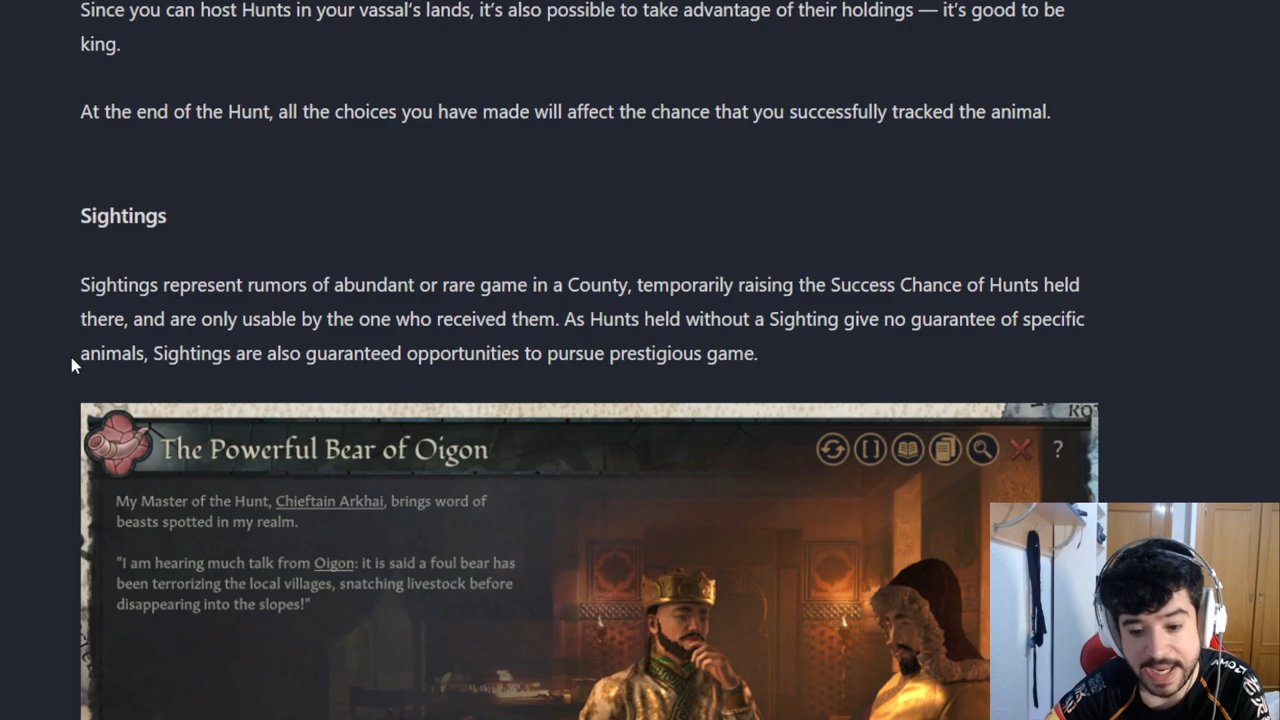 Since you can host Hunts in your vassal's lands, it's also possible to take advantage of their holdings — it's good to be
king.
At the end of the Hunt, all the choices you have made will affect the chance that you successfully tracked the animal.
Sightings
Sightings represent rumors of abundant or rare game in a County, temporarily raising the Success Chance of Hunts held
there, and are only usable by the one who received them. As Hunts held without a Sighting give no guarantee of specific
animals, Sightings are also guaranteed opportunities to pursue prestigious game.
KO
The Powerful Bear of Oigon
?
My Master of the Hunt, Chieftain Arkhai, brings word of
beasts spotted in my realm.
"I am hearing much talk from Oigon: it is said a foul bear has
been terrorizing the local villages, snatching livestock before
disappearing into the slopes!"